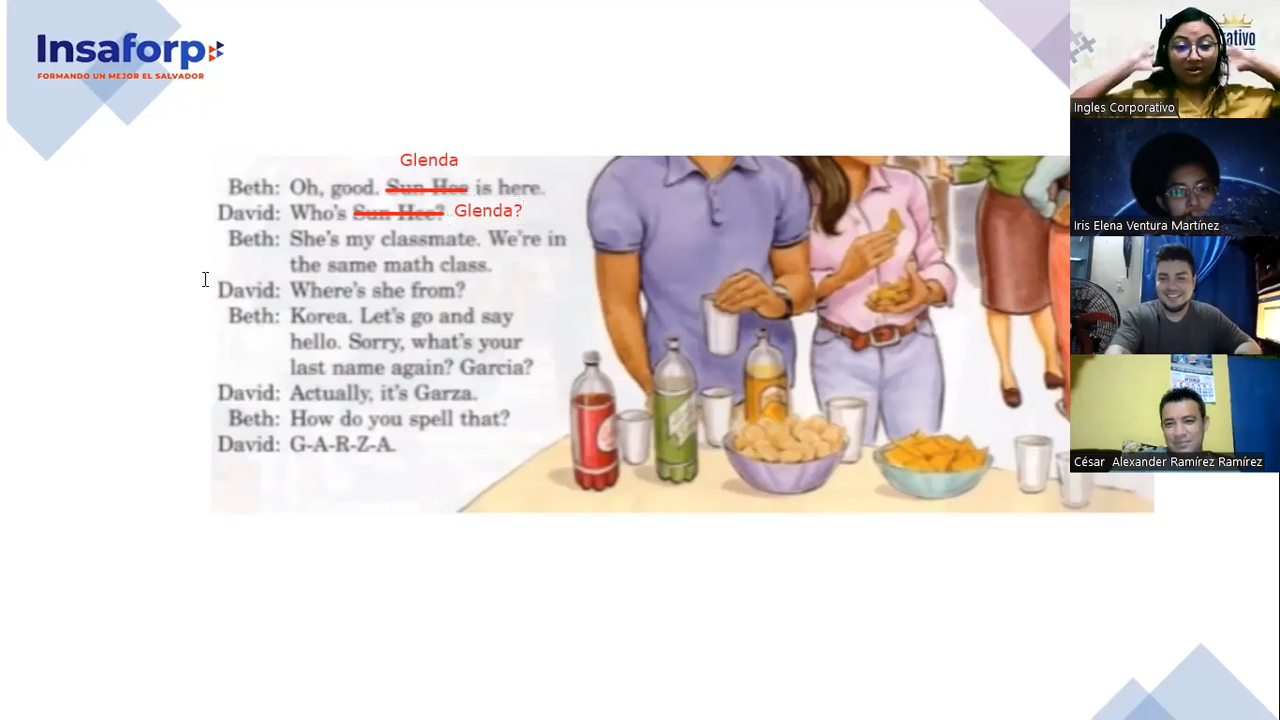 Insaforp
FORMANDO UN MEJOR EL SALVADOR
Glenda
Beth: Oh, good. Sun Hee is here.
David: Who's Sun Hee? Glenda?
Beth: She's my classmate. We're in
the same math class.
David: Where's she from?
Beth: Korea. Let's go and say
hello. Sorry, what's your
last name again? Garcia?
David: Actually, it's Garza.
Beth: How do you spell that?
David: G-A-R-Z-A.
Ingles Corporativo
Iris Elena Ventura Martínez
César Alexander Ramírez Ramírez